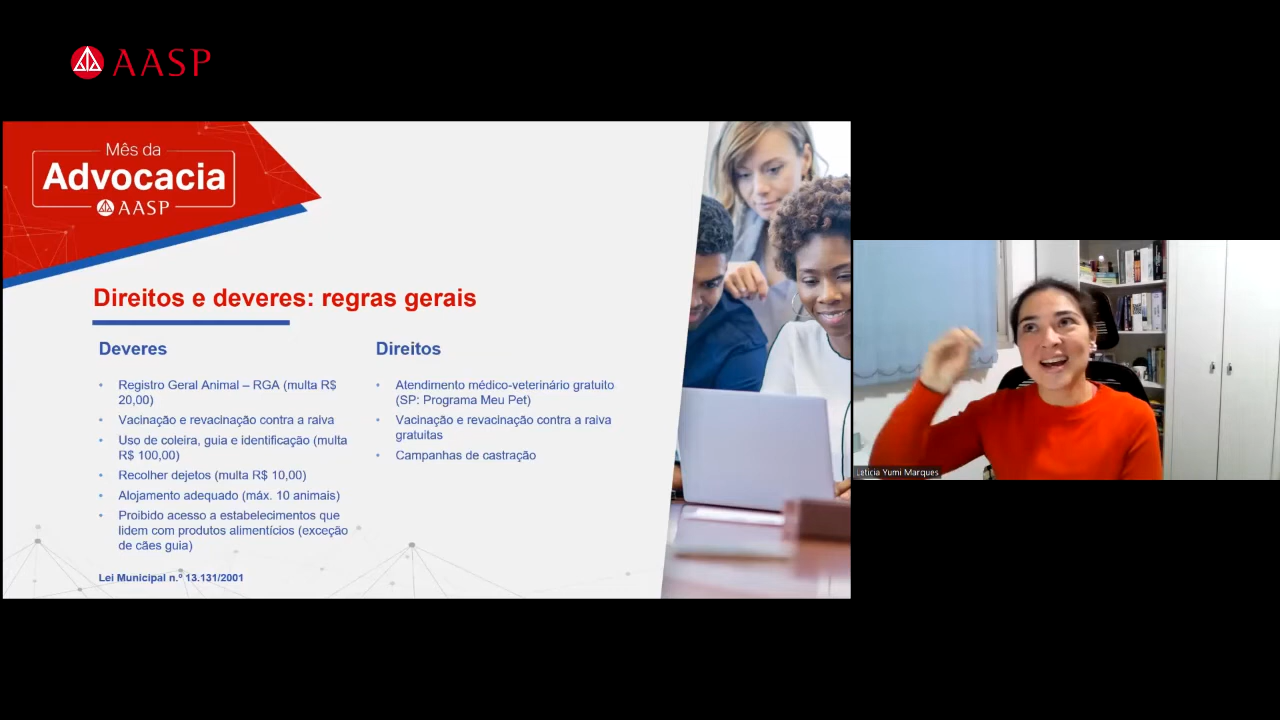 AASP
Mês da
Advocacia
AASP
Direitos e deveres: regras gerais
Deveres
• Registro Geral Animal – RGA (multa R$
20,00)
• Vacinação e revacinação contra a raiva
• Uso de coleira, guia e identificação (multa
R$ 100,00)
• Recolher dejetos (multa R$ 10,00)
• Alojamento adequado (máx. 10 animais)
• Proibido acesso a estabelecimentos que
lidem com produtos alimentícios (exceção
de cães guia)
Lei Municipal n.º 13.131/2001
Direitos
• Atendimento médico-veterinário gratuito
(SP: Programa Meu Pet)
• Vacinação e revacinação contra a raiva
gratuitas
• Campanhas de castração
Leticia Yumi Marques